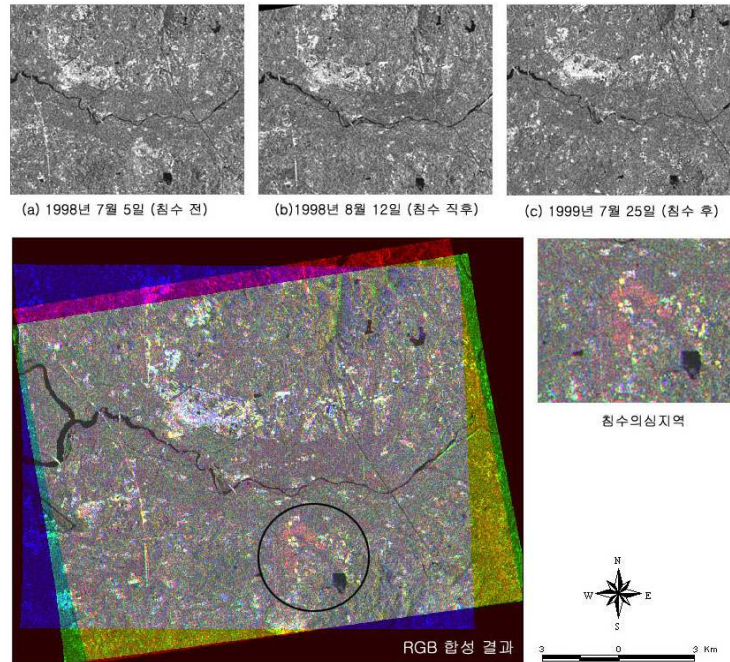 (a) 1998년 7월 5일 (침수 전)
(b)1998년 8월 12일 (침수 직후)
(c) 1999년 7월 25일 (침수 후)
침수의심지역
RGB 합성 결과
N
W E
S
3 0 3 Km